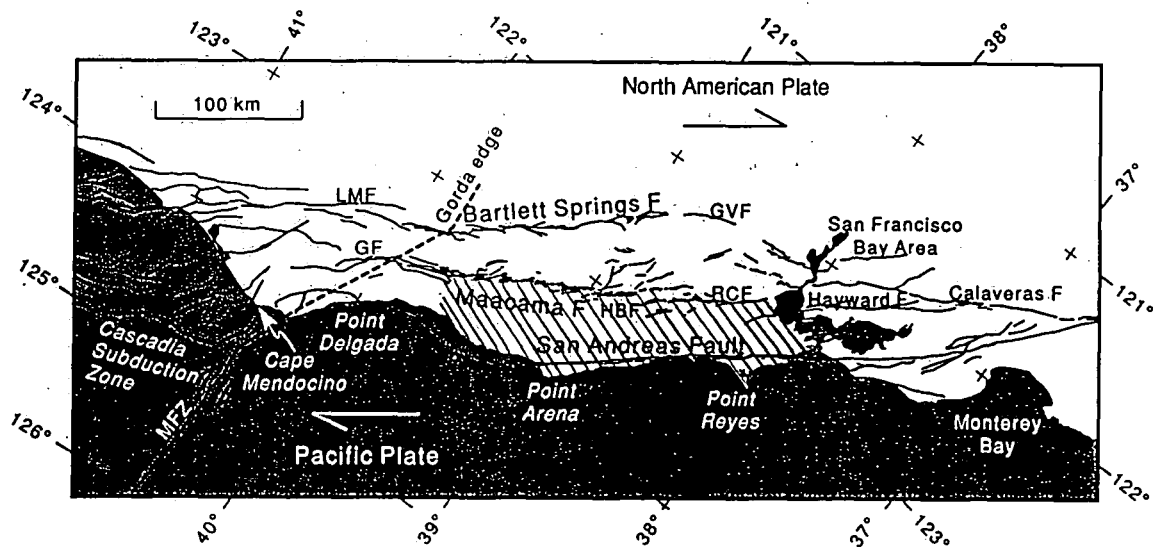 123°
41°
122°
121°
38°
124°
100 km
North American Plate
37°
Gorda edge
LMF
Bartlett Springs F
GVF
San Francisco
Bay Area
GF
125°
121°
Maacama F
HBF
RCF
Hayward F
Calaveras F
Point
Delgada
San Andreas Fault
Cascadia
Subduction
Zone
Cape
Mendocino
Point
Arena
Point
Reyes
MFZ
Monterey
Bay
126°
Pacific Plate
122°
40°
39°
38°
37°
123°